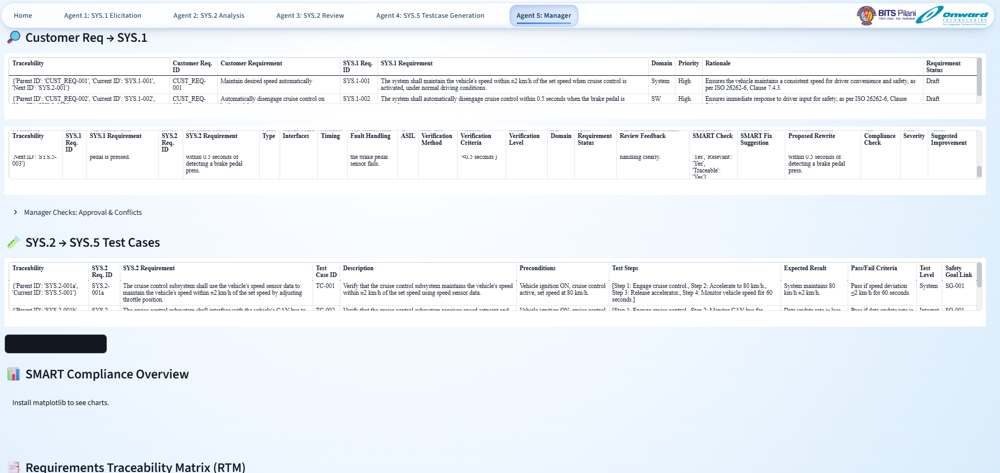 Home
Agent 1: SYS.1 Elicitation
Agent 2: SYS.2 Analysis
Agent 3: SYS.2 Review
Agent 4: SYS.5 Testcase Generation
Agent 5: Manager
BITS Pilani
Pilani | Dubai | Goa | Hyderabad
onward
TECHNOLOGIES
Customer Req → SYS.1
Traceability
Customer Req.
ID
Customer Requirement
SYS.1 Req.
ID
SYS.1 Requirement
Domain
Priority
Rationale
Requirement
Status
{'Parent ID': 'CUST_REQ-001', 'Current ID': 'SYS.1-001',
'Next ID': 'SYS.2-001'}
CUST_REQ-
001
Maintain desired speed automatically
SYS.1-001
The system shall maintain the vehicle's speed within ±2 km/h of the set speed when cruise control is
activated, under normal driving conditions.
System
High
Ensures the vehicle maintains a consistent speed for driver convenience and safety, as
per ISO 26262-6, Clause 7.4.3.
Draft
{'Parent ID': 'CUST_REQ-002', 'Current ID': 'SYS.1-002',
CUST_REQ-
Automatically disengage cruise control on
SYS.1-002
The system shall automatically disengage cruise control within 0.5 seconds when the brake pedal is
SW
High
Ensures immediate response to driver input for safety, as per ISO 26262-6, Clause
Draft
Traceability
SYS.1
Req.
ID
SYS.1 Requirement
SYS.2
Req.
ID
SYS.2 Requirement
Type
Interfaces
Timing
Fault Handling
ASIL
Verification
Method
Verification
Criteria
Verification
Level
Domain
Requirement
Status
Review Feedback
SMART Check
SMART Fix
Suggestion
Proposed Rewrite
Compliance
Check
Severity
Suggested
Improvement
'Next ID': 'SYS.5-
003'}
pedal is pressed.
within 0.5 seconds of
detecting a brake pedal
press.
the brake pedal
sensor fails.
'<0.5 seconds'}
handling clearly.
'Yes', 'Relevant':
'Yes',
'Traceable':
'Yes'}
within 0.5 seconds of
detecting a brake pedal
press.
Manager Checks: Approval & Conflicts
SYS.2 → SYS.5 Test Cases
Traceability
SYS.2
Req. ID
SYS.2 Requirement
Test
Case ID
Description
Preconditions
Test Steps
Expected Result
Pass/Fail Criteria
Test
Level
Safety
Goal Link
{'Parent ID': 'SYS.2-001a',
'Current ID': 'SYS.5-001'}
SYS.2-
001a
The cruise control subsystem shall use the vehicle's speed sensor data to
maintain the vehicle's speed within ±2 km/h of the set speed by adjusting
throttle position.
TC-001
Verify that the cruise control subsystem maintains the vehicle's speed
within ±2 km/h of the set speed using speed sensor data.
Vehicle ignition ON, cruise control
active, set speed at 80 km/h.
[Step 1: Engage cruise control., Step 2: Accelerate to 80 km/h.,
Step 3: Release accelerator., Step 4: Monitor vehicle speed for 60
seconds.]
System maintains 80
km/h ±2 km/h.
Pass if speed deviation
≤2 km/h for 60 seconds.
System
SG-001
{'Parent ID': 'SYS.2-001b',
SYS.2-
The cruise control subsystem shall interface with the vehicle's CAN bus to
TC-002
Verify that the cruise control subsystem receives speed setpoint and
Vehicle ignition ON, cruise control
[Step 1: Engage cruise control., Step 2: Monitor CAN bus for
Data update rate is less
Pass if data update rate is
Integrat
SG-001
SMART Compliance Overview
Install matplotlib to see charts.
Requirements Traceability Matrix (RTM)